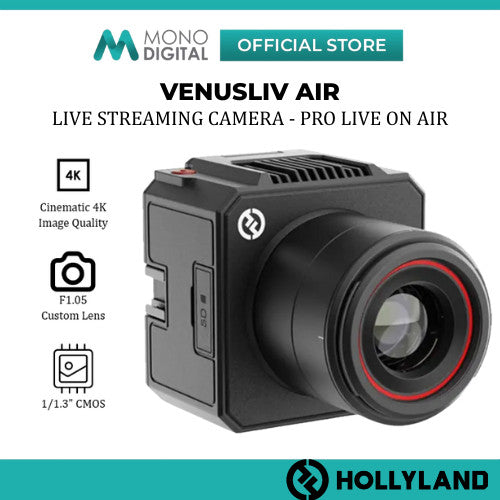 MONO
DIGITAL
OFFICIAL STORE
VENUSLIV AIR
LIVE STREAMING CAMERA - PRO LIVE ON AIR
4K
Cinematic 4K
Image Quality
F1.05
Custom Lens
1/1.3" CMOS
SD
HOLLYLAND